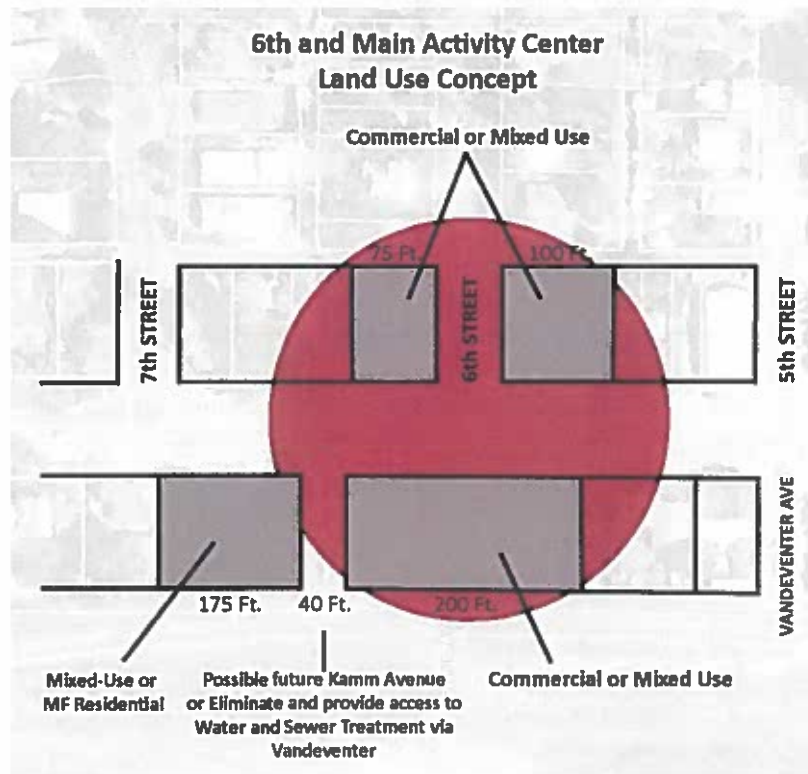 6th and Main Activity Center
Land Use Concept
Commercial or Mixed Use
75 Ft.
100 Ft.
7th STREET
6th STREET
5th STREET
VANDEVENTER AVE
175 Ft.
40 Ft.
200 Ft.
Mixed-Use or
MF Residential
Possible future Kamm Avenue
or Eliminate and provide access to
Water and Sewer Treatment via
Vandeventer
Commercial or Mixed Use